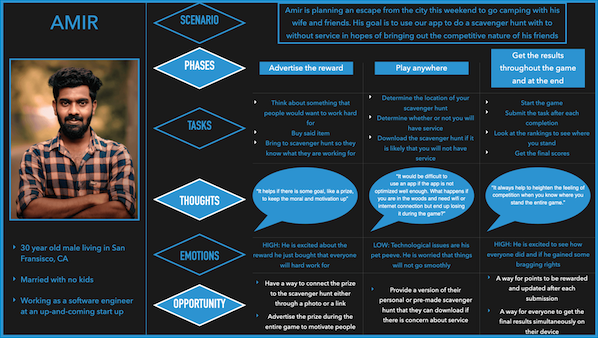 AMIR
30 year old male living in San
Fransisco, CA
Married with no kids
Working as a software engineer
at an up-and-coming start up
SCENARIO
Amir is planning an escape from the city this weekend to go camping with his
wife and friends. His goal is to use our app to do a scavenger hunt with to
without service in hopes of bringing out the competitive nature of his friends
PHASES
Advertise the reward
Play anywhere
Get the results
throughout the game
and at the end
TASKS
Think about something that
people would want to work hard
for
Buy said item
Bring to scavenger hunt so they
know what they are working for
Determine the location of your
scavenger hunt
Determine whether or not you will
have service
Download the scavenger hunt if it
is likely that you will not have
service
Start the game
Submit the task after each
completion
Look at the rankings to see where
you stand
Get the final scores
THOUGHTS
"It helps if there is some goal, like a prize,
to keep the moral and motivation up"
"It would be difficult to
use an app if the app is not
optimized well enough. What happens if
you are in the woods and need wifi or
internet connection but end up losing
it during the game?"
"It always help to heighten the feeling of
competition when you know where you
stand the entire game."
EMOTIONS
HIGH: He is excited about the
reward he just bought that everyone
will hard work for
LOW: Technological issues are his
pet peeve. He is worried that things
will not go smoothly
HIGH: He is excited to see how
everyone did and if he gained some
bragging rights
OPPORTUNITY
Have a way to connect the prize
to the scavenger hunt either
through a photo or a link
Advertise the prize during the
entire game to motivate people
Provide a version of their
personal or pre-made scavenger
hunt that they can download if
there is concern about service
A way for points to be rewarded
and updated after each
submission
A way for everyone to get the
final results simultaneously on
their device